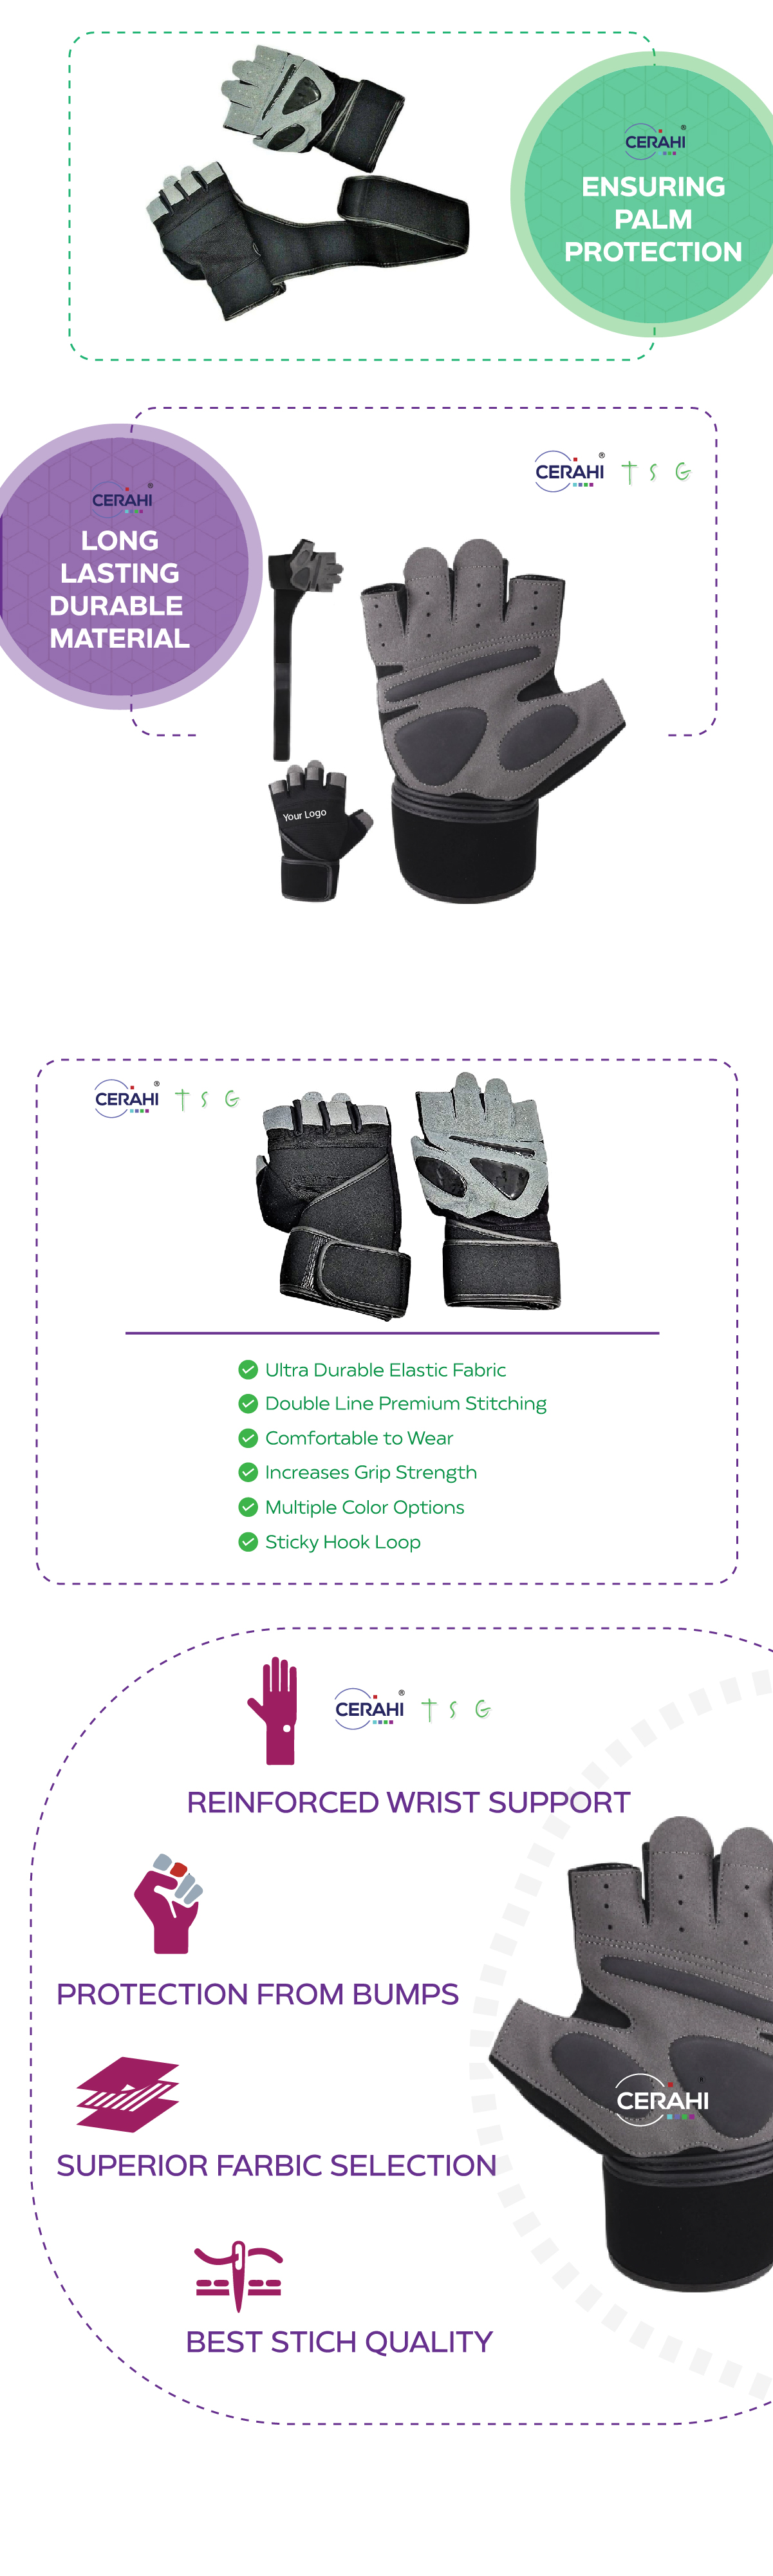 CERAHI®
ENSURING
PALM
PROTECTION
CERAHI® T S G
CERAHI®
LONG
LASTING
DURABLE
MATERIAL
Your Logo
CERAHI® T S G
Ultra Durable Elastic Fabric
Double Line Premium Stitching
Comfortable to Wear
Increases Grip Strength
Multiple Color Options
Sticky Hook Loop
CERAHI® T S G
REINFORCED WRIST SUPPORT
PROTECTION FROM BUMPS
SUPERIOR FARBIC SELECTION
CERAHI®
BEST STICH QUALITY